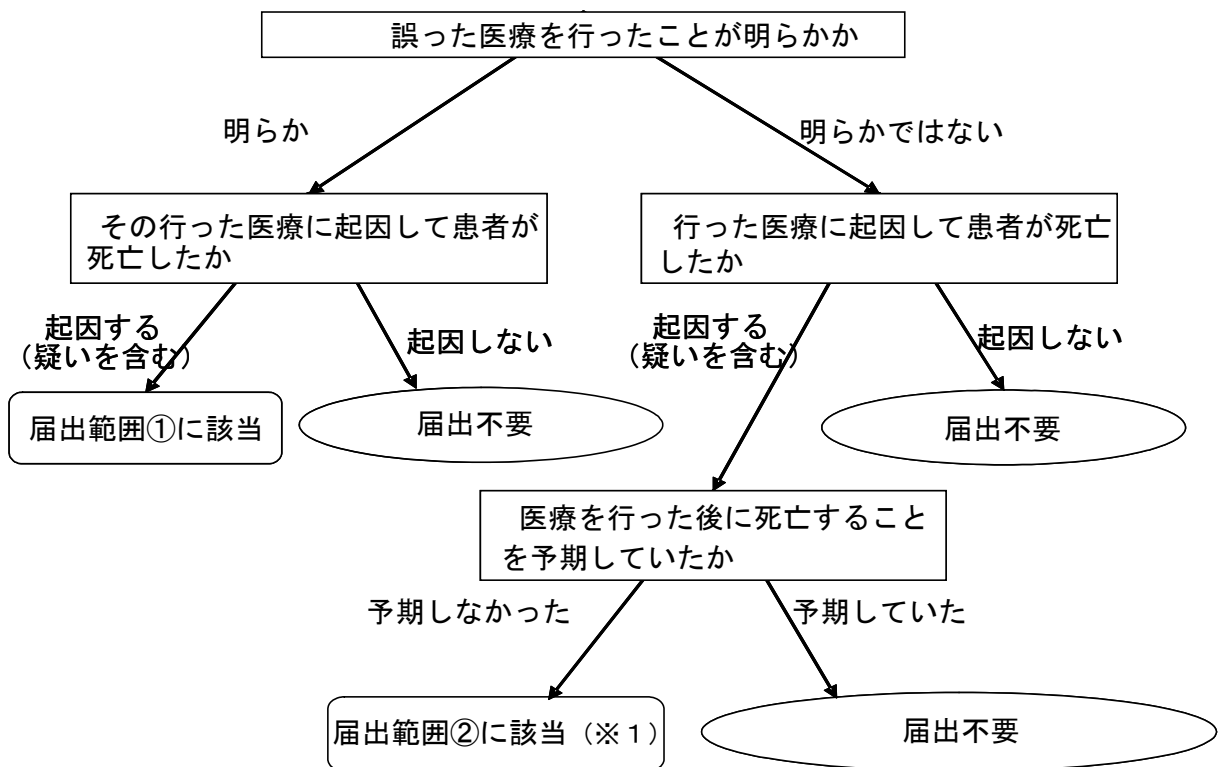 誤った医療を行ったことが明らかか
明らか
明らかではない
その行った医療に起因して患者が
死亡したか
行った医療に起因して患者が死亡
したか
起因する
（疑いを含む）
起因しない
起因する
（疑いを含む）
起因しない
届出範囲①に該当
届出不要
届出不要
医療を行った後に死亡すること
を予期していたか
予期しなかった
予期していた
届出範囲②に該当（※１）
届出不要